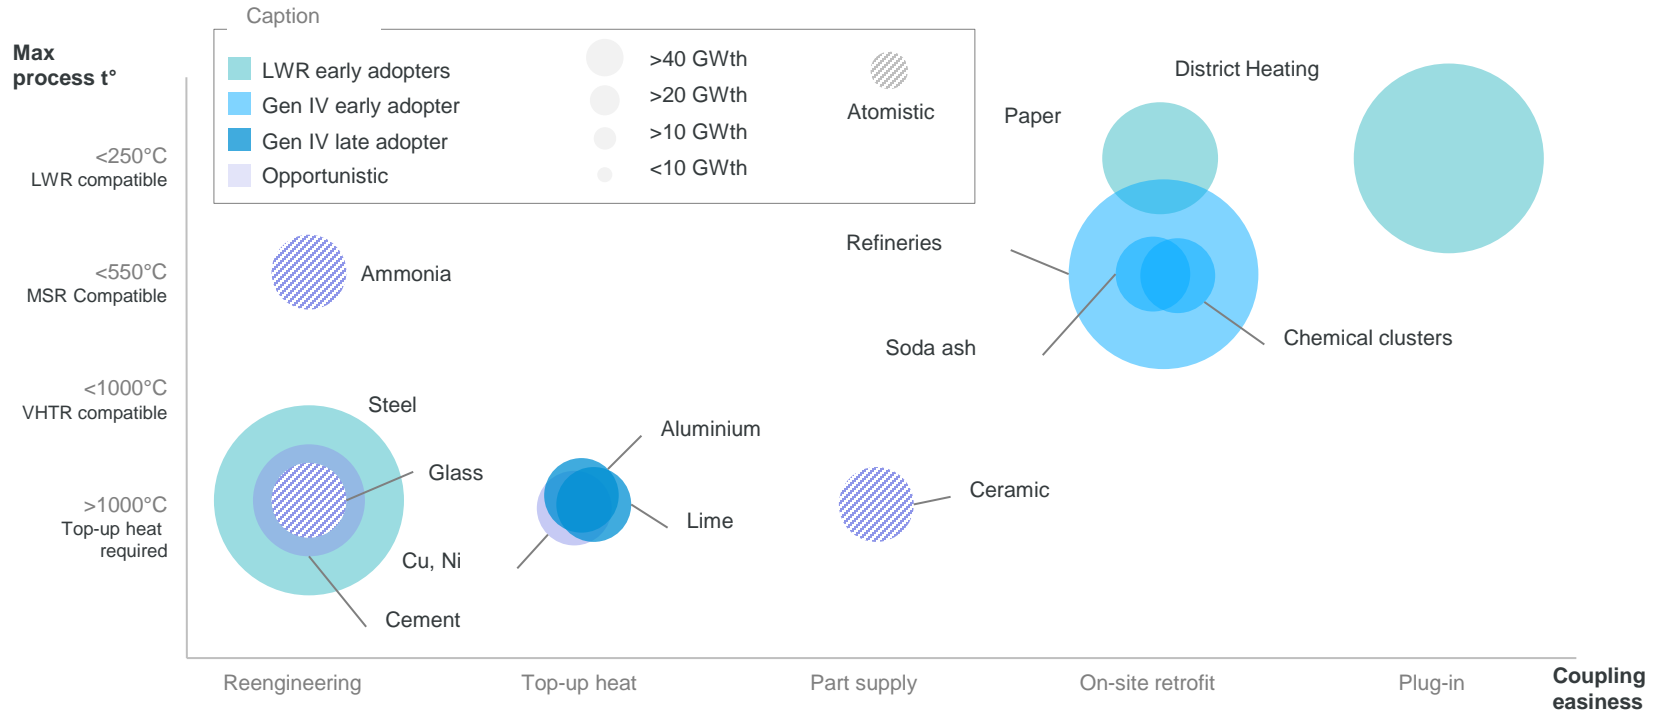 Caption
Max
process t°
LWR early adopters
Gen IV early adopter
Gen IV late adopter
Opportunistic
>40 GWth
>20 GWth
>10 GWth
<10 GWth
Atomistic
District Heating
Paper
<250°C
LWR compatible
Refineries
<550°C
MSR Compatible
Ammonia
Soda ash
Chemical clusters
<1000°C
VHTR compatible
Steel
Aluminium
Glass
Ceramic
>1000°C
Top-up heat
required
Lime
Cu, Ni
Cement
Reengineering
Top-up heat
Part supply
On-site retrofit
Plug-in
Coupling
easiness